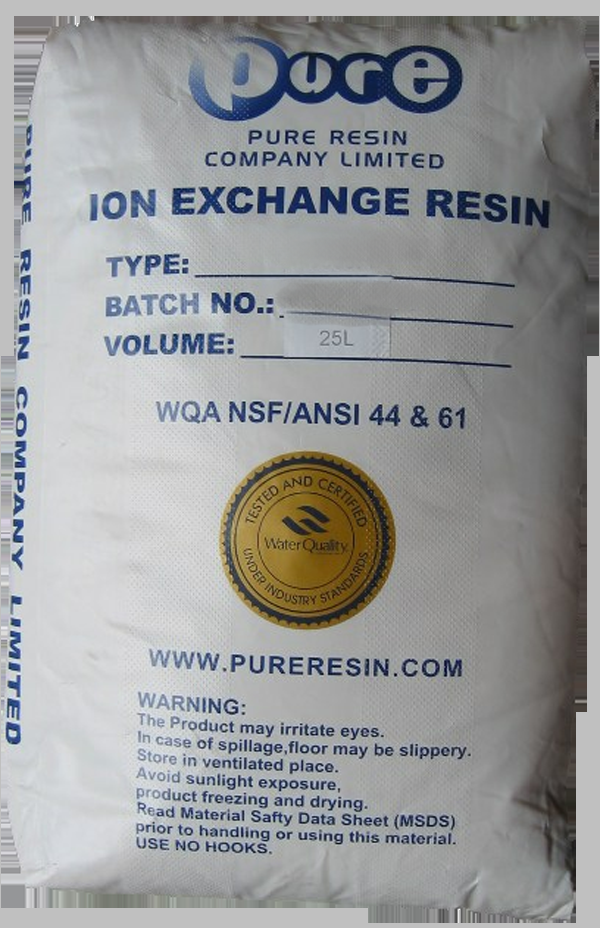 pure
PURE RESIN
COMPANY LIMITED
ION EXCHANGE RESIN
TYPE:
BATCH NO.:
VOLUME: 25L
WQA NSF/ANSI 44 & 61
TESTED AND CERTIFIED
Water Quality
UNDER INDUSTRY STANDARDS
WWW.PURERESIN.COM
WARNING:
The Product may irritate eyes.
In case of spillage,floor may be slippery.
Store in ventilated place.
Avoid sunlight exposure,
product freezing and drying.
Read Material Safty Data Sheet (MSDS)
prior to handling or using this material.
USE NO HOOKS.
PURE RESIN COMPANY LIMITED